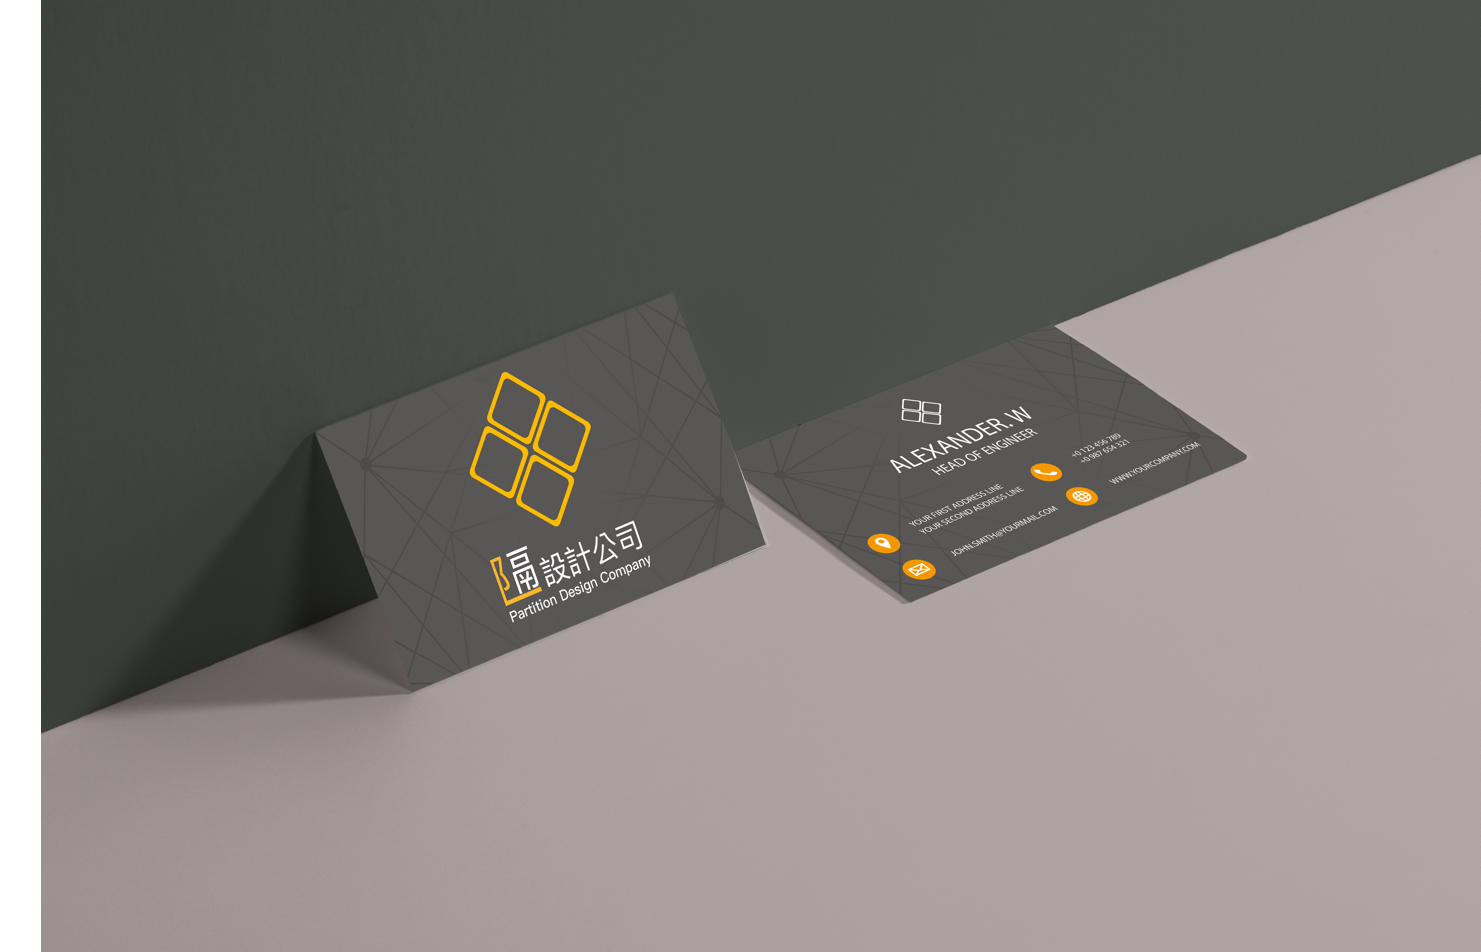 隔設計公司
Partition Design Company
ALEXANDER. W
HEAD OF ENGINEER
+0 123 456 789
+0 987 654 321
WWW.YOURCOMPANY.COM
YOUR FIRST ADDRESS LINE
YOUR SECOND ADDRESS LINE
JOHN.SMITH@YOURMAIL.COM